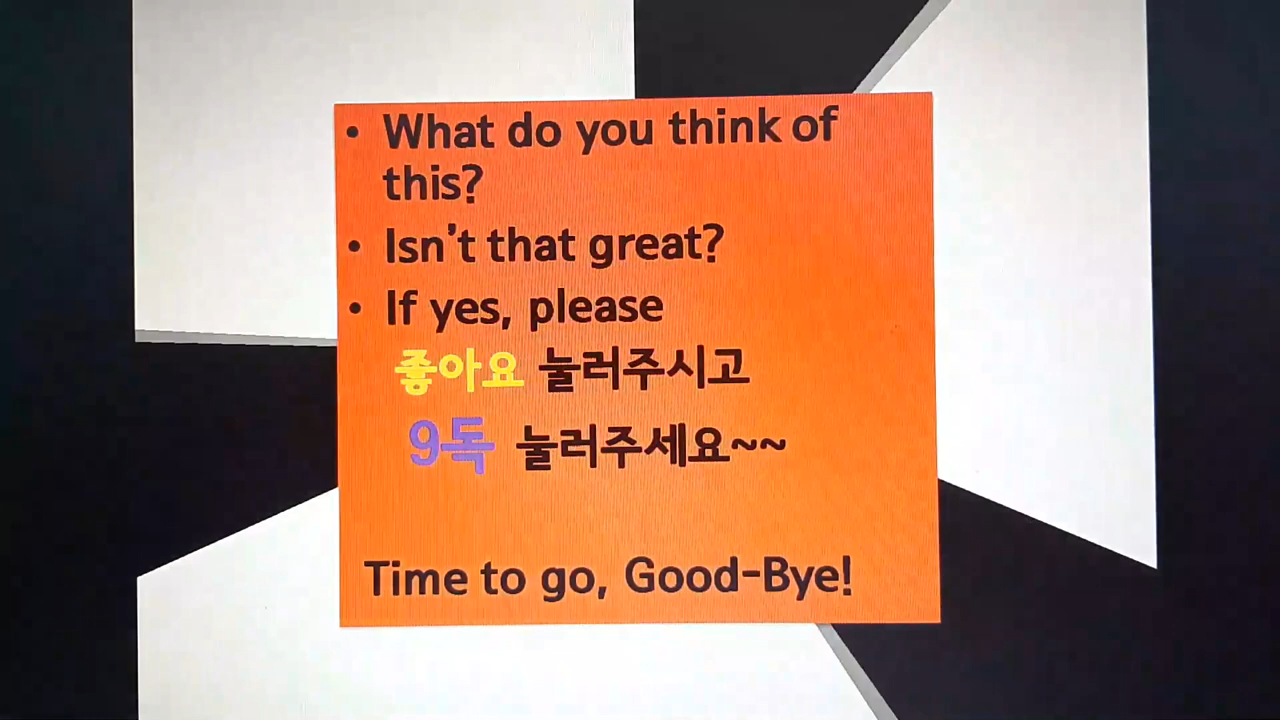 • What do you think of
this?
• Isn't that great?
• If yes, please
좋아요 눌러주시고
9독 눌러주세요~~
Time to go, Good-Bye!